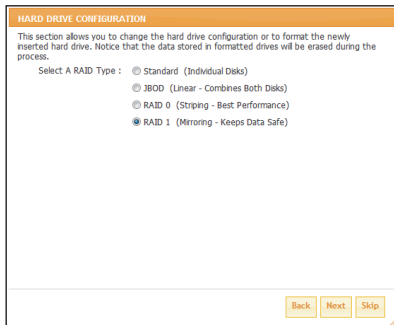 HARD DRIVE CONFIGURATION
This section allows you to change the hard drive configuration or to format the newly
inserted hard drive. Notice that the data stored in formatted drives will be erased during the
process.
Select A RAID Type : Standard (Individual Disks)
JBOD (Linear - Combines Both Disks)
RAID 0 (Striping - Best Performance)
RAID 1 (Mirroring - Keeps Data Safe)
Back Next Skip